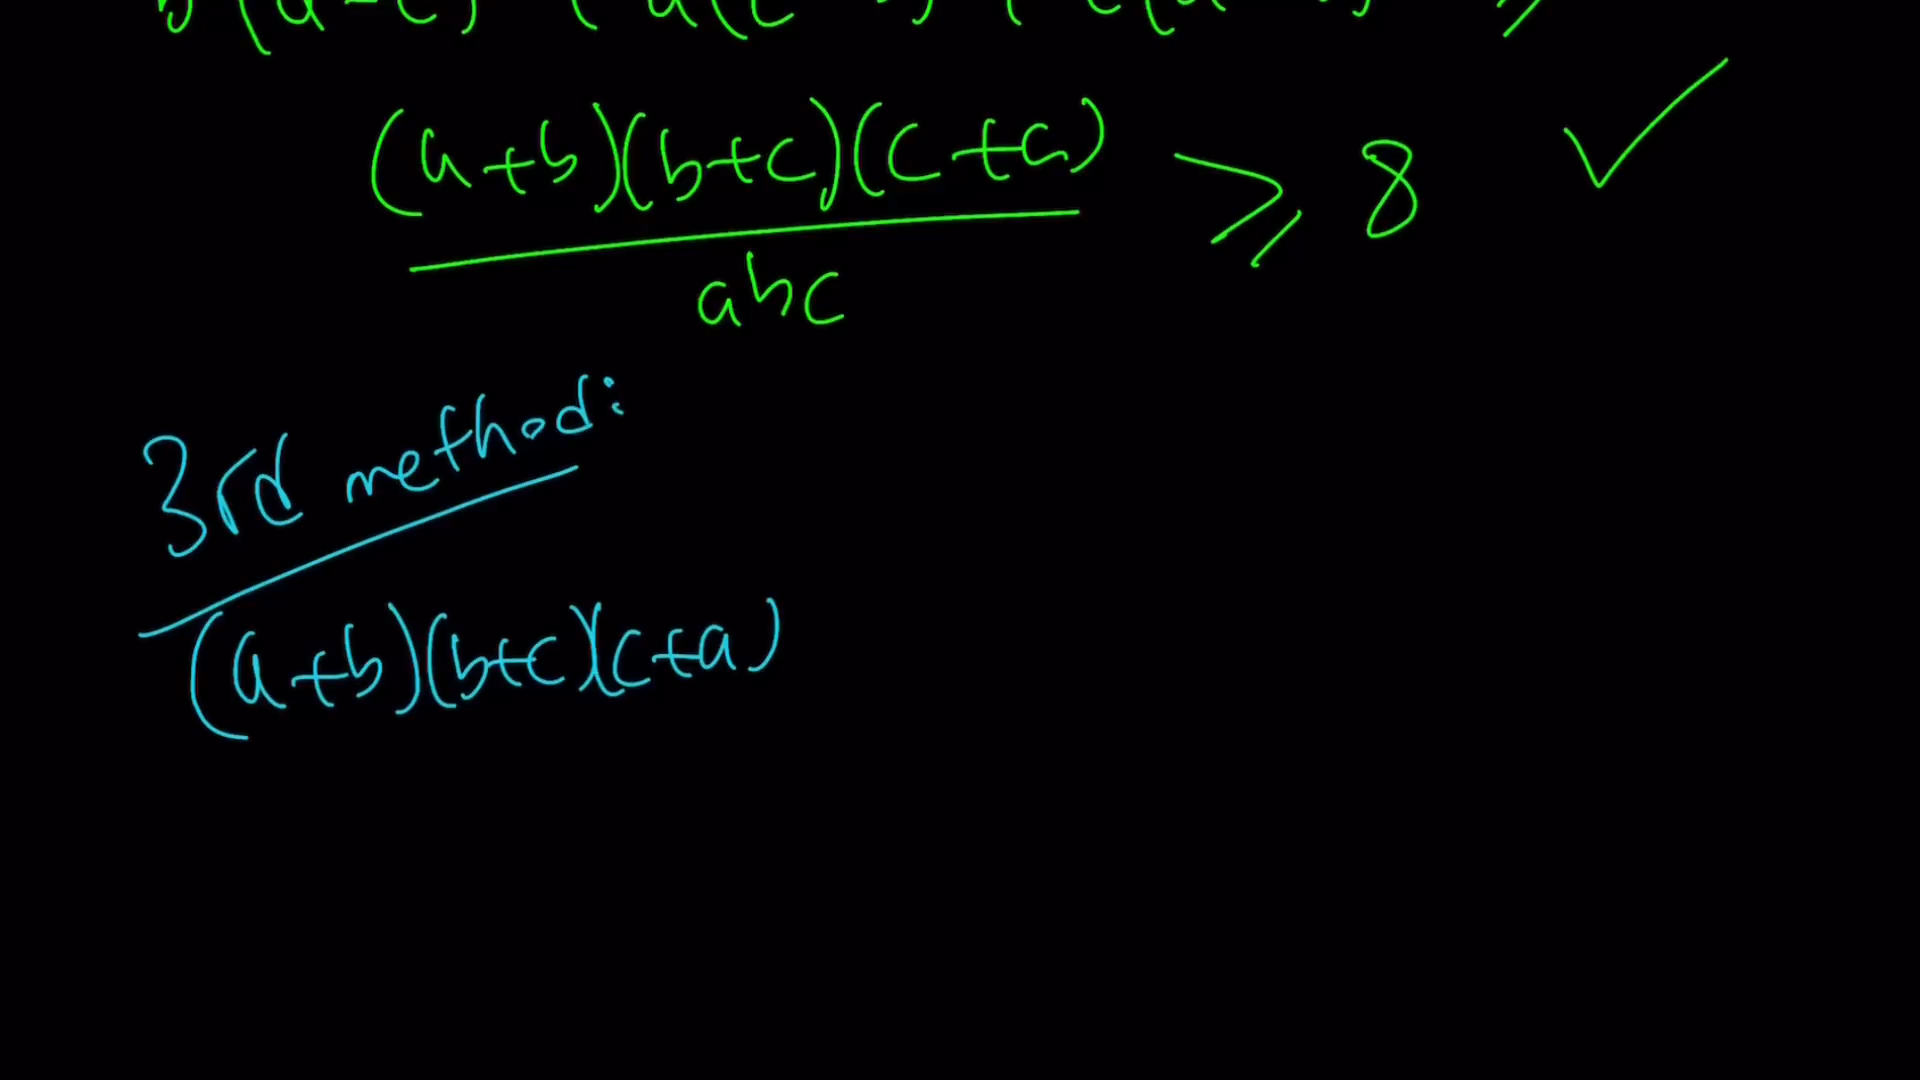 (a+b)(b+c)(c+a) ⩾ 8 ✓
abc
3rd method:
(a+b)(b+c)(c+a)